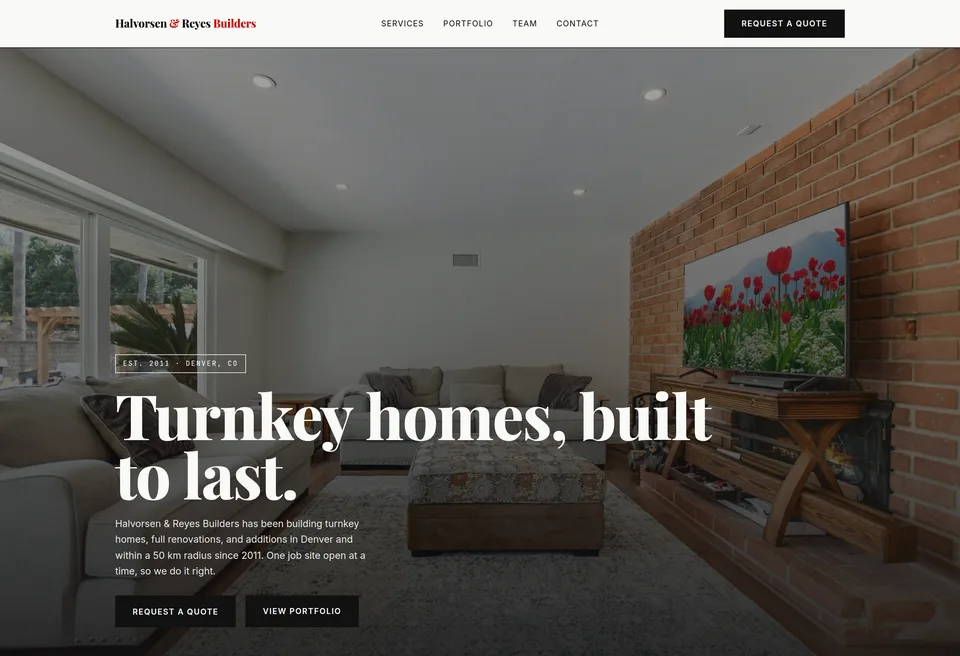 Halvorsen & Reyes Builders
SERVICES
PORTFOLIO
TEAM
CONTACT
REQUEST A QUOTE
EST. 2011 · DENVER, CO
Turnkey homes, built
to last.
Halvorsen & Reyes Builders has been building turnkey
homes, full renovations, and additions in Denver and
within a 50 km radius since 2011. One job site open at a
time, so we do it right.
REQUEST A QUOTE
VIEW PORTFOLIO